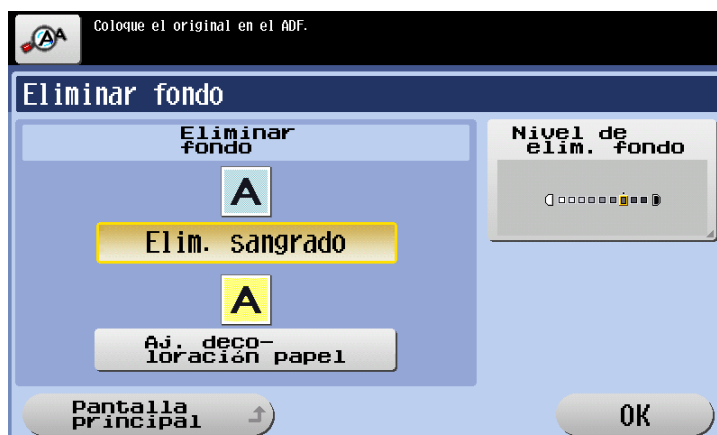 Coloque el original en el ADF.
Eliminar fondo
Eliminar
fondo
A
Elim. sangrado
A
Aj. deco-
loración papel
Nivel de
elim. fondo
Pantalla
principal
OK